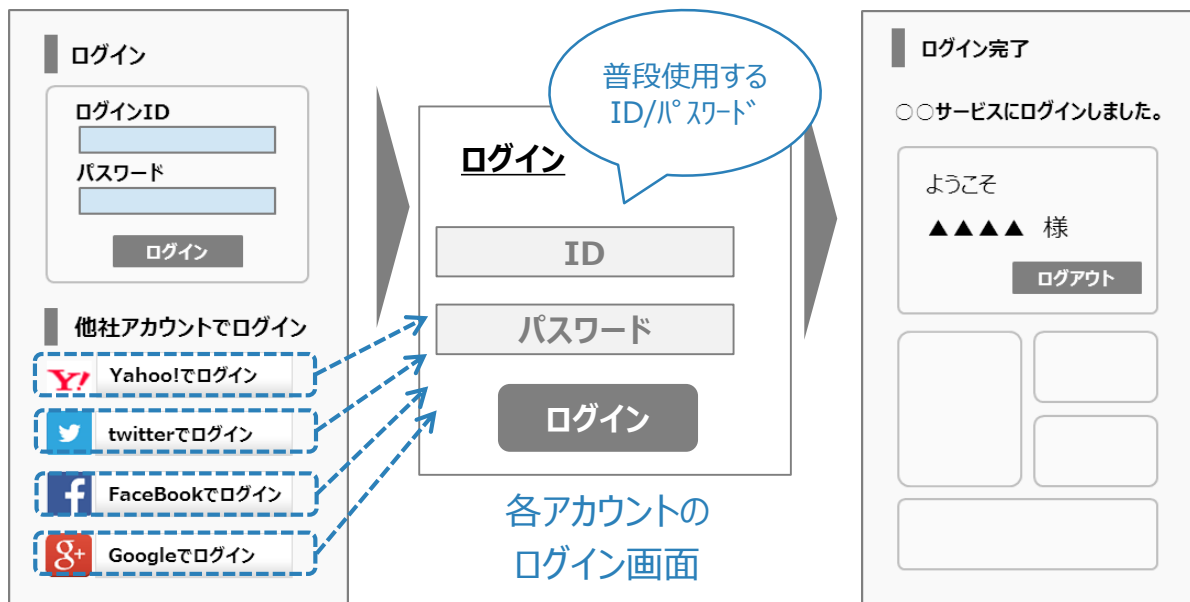 ログイン
ログインID
パスワード
ログイン
他社アカウントでログイン
Y!
Yahoo!でログイン
twitterでログイン
f
FaceBookでログイン
g+
Googleでログイン
普段使用する
ID/ﾊﾟｽﾜｰﾄﾞ
ログイン
ID
パスワード
ログイン
各アカウントの
ログイン画面
ログイン完了
○○サービスにログインしました。
ようこそ
▲▲▲▲ 様
ログアウト